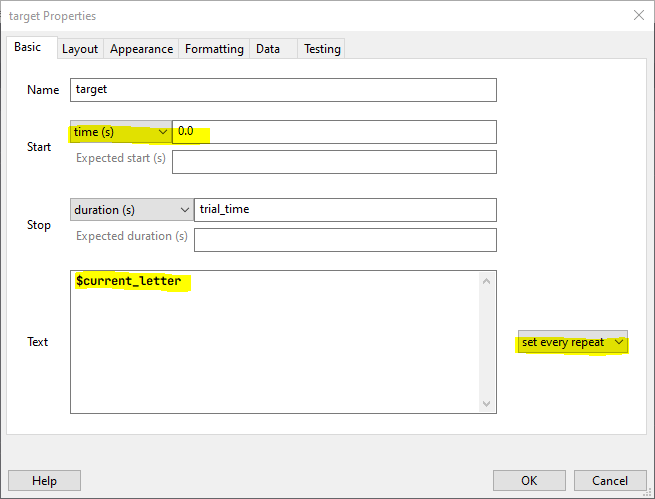 target Properties
Basic Layout Appearance Formatting Data Testing
Name target
Start time (s) 0.0
Expected start (s)
Stop duration (s) trial_time
Expected duration (s)
Text $current_letter set every repeat
Help OK Cancel